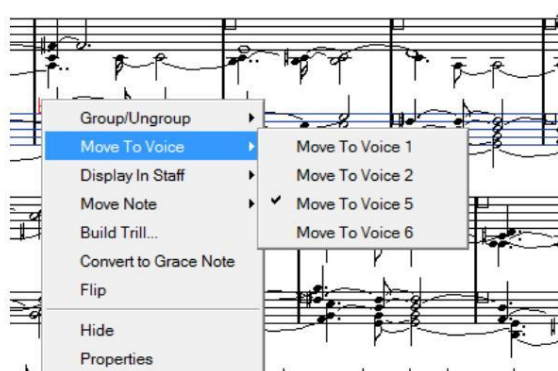 Group/Ungroup
Move To Voice
Display In Staff
Move Note
Build Trill...
Convert to Grace Note
Flip
Hide
Properties
Move To Voice 1
Move To Voice 2
Move To Voice 5
Move To Voice 6